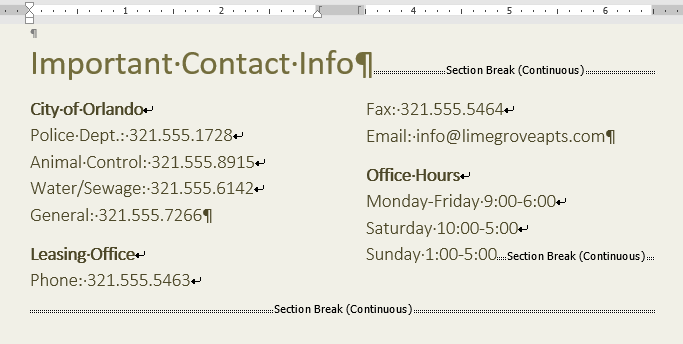 1 2 4 5 6
¶
Important·Contact·Info¶ Section Break (Continuous)
City·of·Orlando↵
Police·Dept.:·321.555.1728↵
Animal·Control:·321.555.8915↵
Water/Sewage:·321.555.6142↵
General:·321.555.7266¶
Leasing·Office↵
Phone:·321.555.5463↵
Fax:·321.555.5464↵
Email:·info@limegroveapts.com¶
Office·Hours↵
Monday-Friday·9:00-6:00↵
Saturday·10:00-5:00↵
Sunday·1:00-5:00 Section Break (Continuous)
Section Break (Continuous)